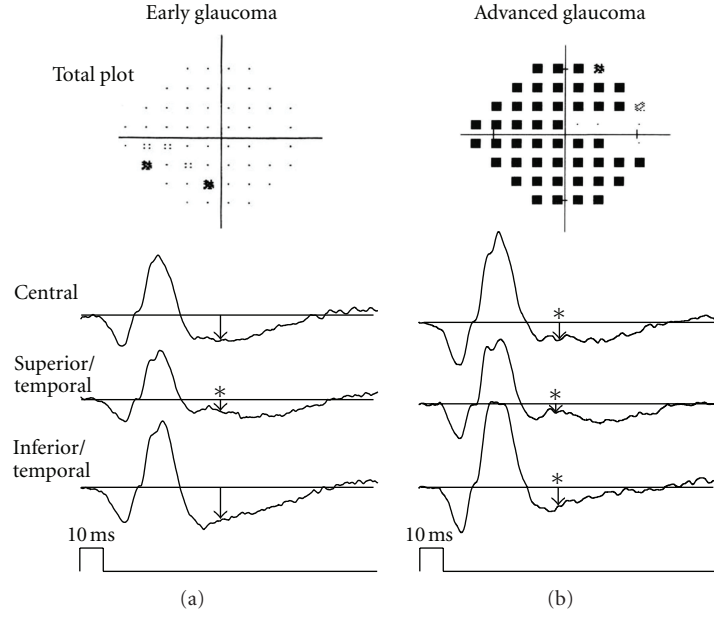 Early glaucoma
Advanced glaucoma
Total plot
Central
Superior/
temporal
Inferior/
temporal
*
*
*
*
10 ms
10 ms
(a)
(b)